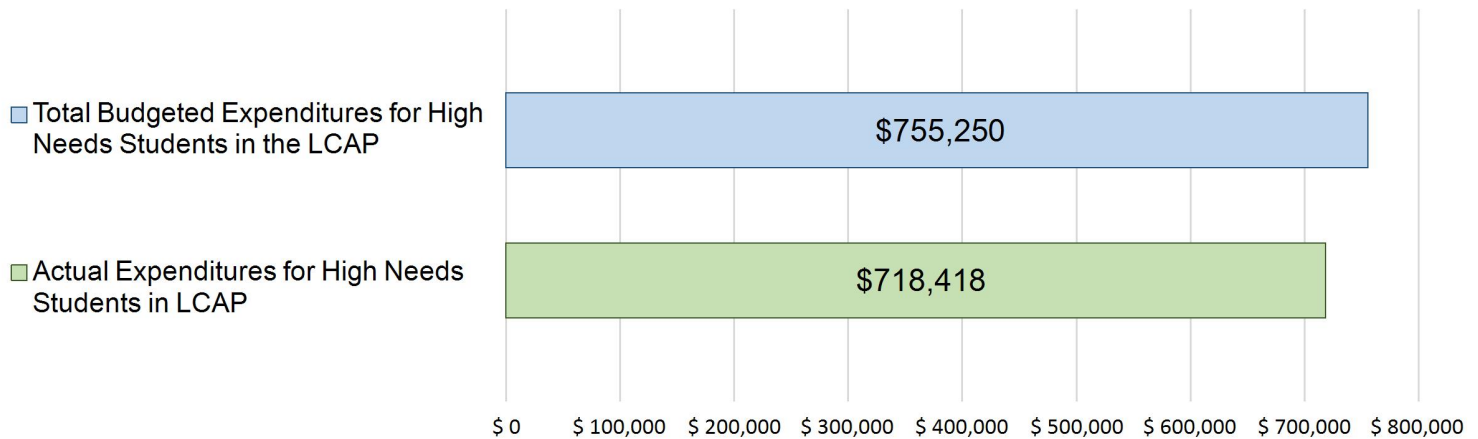 Total Budgeted Expenditures for High
Needs Students in the LCAP
$755,250
Actual Expenditures for High Needs
Students in LCAP
$718,418
$ 0 $ 100,000 $ 200,000 $ 300,000 $ 400,000 $ 500,000 $ 600,000 $ 700,000 $ 800,000